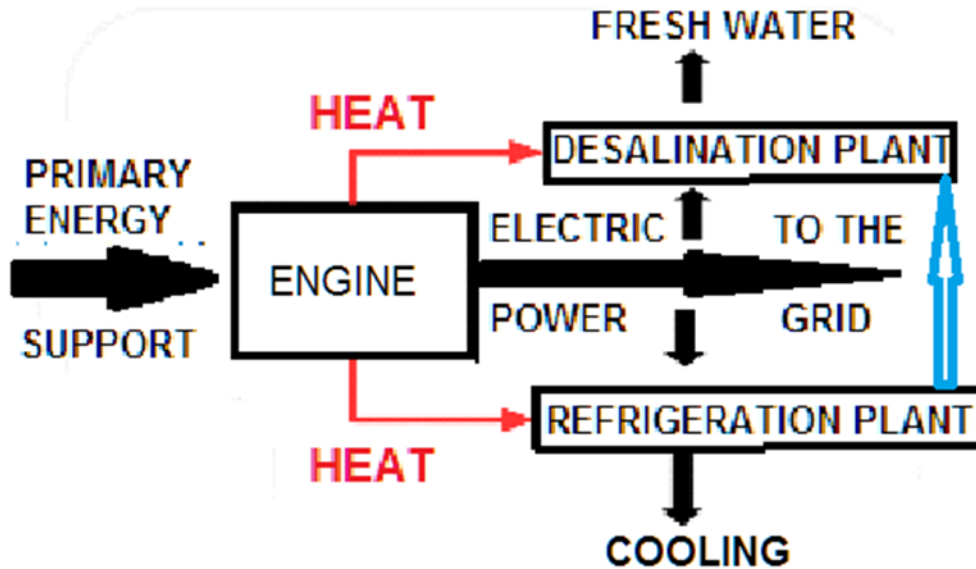 FRESH WATER
HEAT
DESALINATION PLANT
PRIMARY
ENERGY
SUPPORT
ENGINE
ELECTRIC
POWER
TO THE
GRID
REFRIGERATION PLANT
HEAT
COOLING